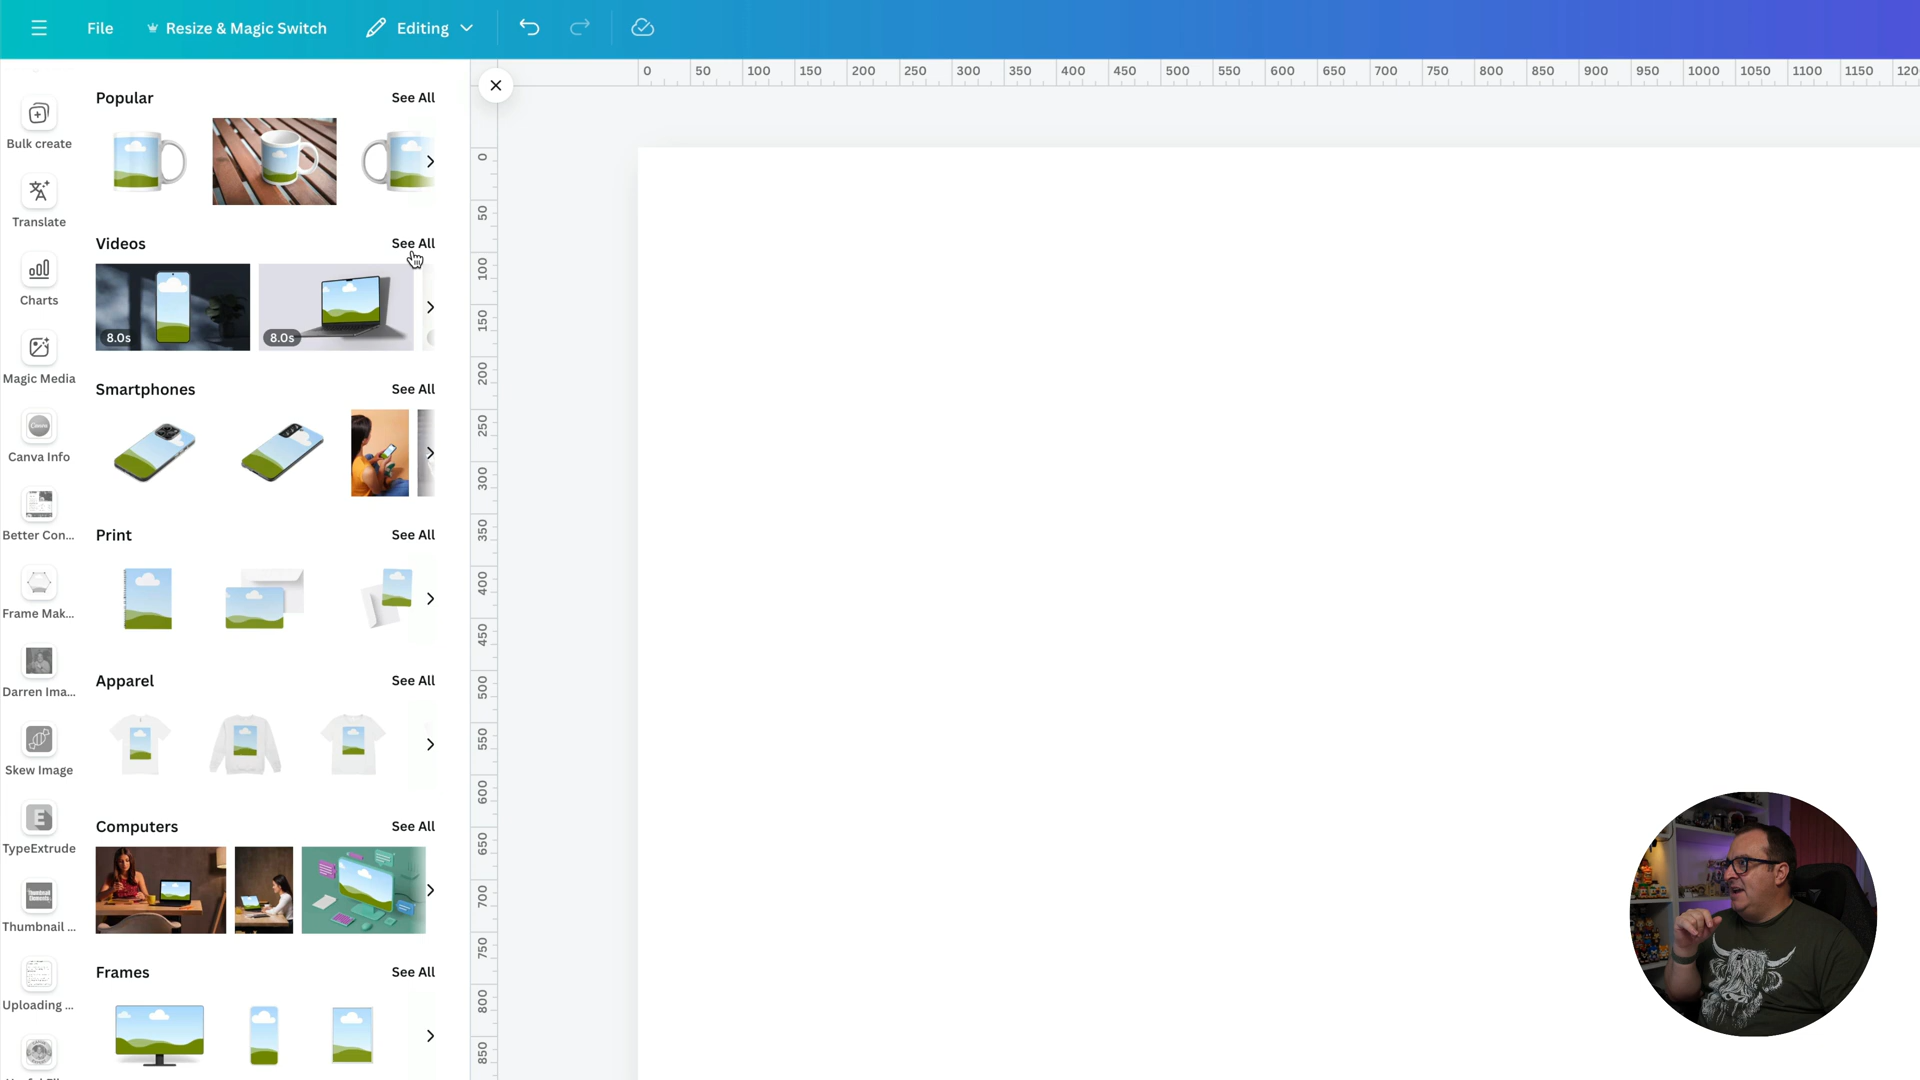 File
Resize & Magic Switch
Editing
0 50 100 150 200 250 300 350 400 450 500 550 600 650 700 750 800 850 900 950 1000 1050 1100 1150 120
0
50
100
150
200
250
300
350
400
450
500
550
600
650
700
750
800
850
Bulk create
Translate
Charts
Magic Media
Canva
Canva Info
Better Con...
Frame Mak...
Darren Ima...
Skew Image
E
TypeExtrude
Thumbnail ...
Uploading ...
Popular
See All
Videos
See All
8.0s
8.0s
Smartphones
See All
Print
See All
Apparel
See All
Computers
See All
Frames
See All